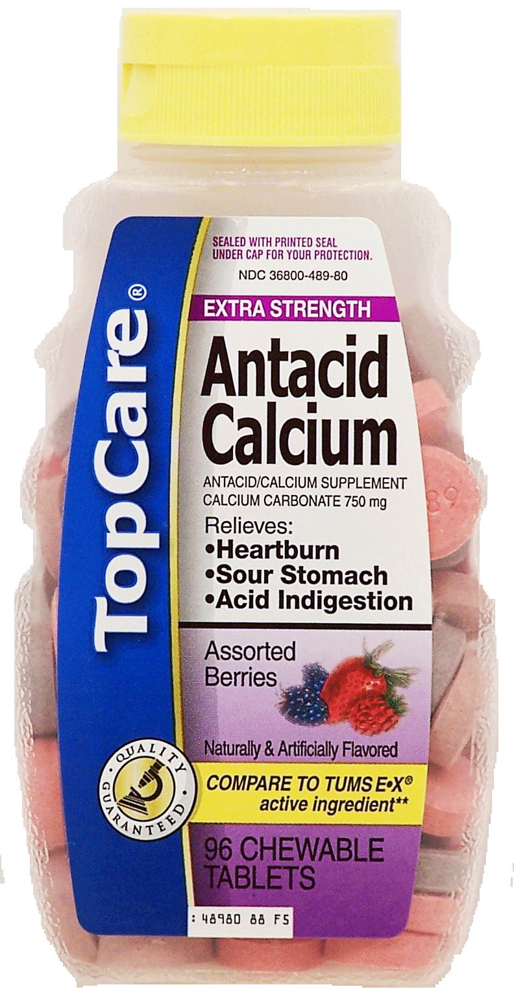 SEALED WITH PRINTED SEAL
UNDER CAP FOR YOUR PROTECTION.
NDC 36800-489-80
EXTRA STRENGTH
TopCare®
Antacid
Calcium
ANTACID/CALCIUM SUPPLEMENT
CALCIUM CARBONATE 750 mg
Relieves:
•Heartburn
•Sour Stomach
•Acid Indigestion
Assorted
Berries
Naturally & Artificially Flavored
COMPARE TO TUMS E•X®
active ingredient**
• QUALITY •
GUARANTEED
96 CHEWABLE
TABLETS
: 48980 88 F5
89